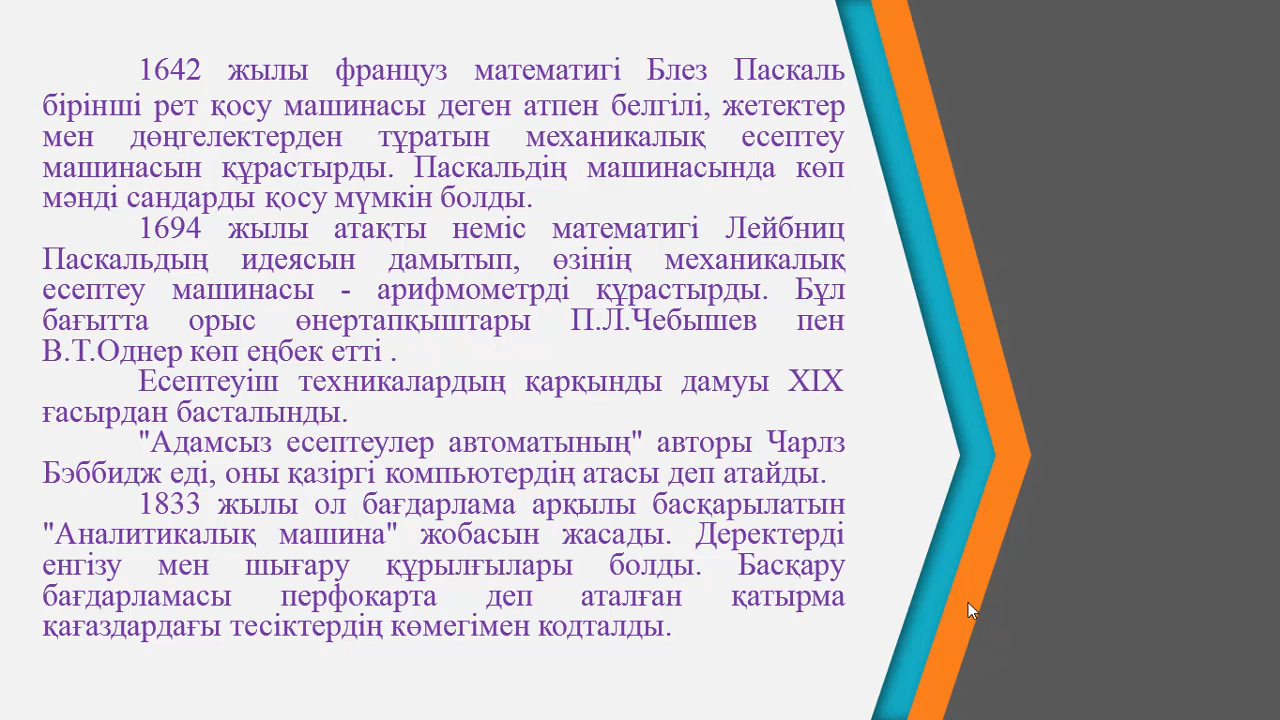 1642 жылы француз математигі Блез Паскаль
бірінші рет қосу машинасы деген атпен белгілі, жетектер
мен дөңгелектерден тұратын механикалық есептеу
машинасын құрастырды. Паскальдің машинасында көп
мәнді сандарды қосу мүмкін болды.
1694 жылы атақты неміс математигі Лейбниц
Паскальдың идеясын дамытып, өзінің механикалық
есептеу машинасы - арифмометрді құрастырды. Бұл
бағытта орыс өнертапқыштары П.Л.Чебышев пен
В.Т.Однер көп еңбек етті .
Есептеуіш техникалардың қарқынды дамуы XIX
ғасырдан басталынды.
"Адамсыз есептеулер автоматының" авторы Чарлз
Бэббидж еді, оны қазіргі компьютердің атасы деп атайды.
1833 жылы ол бағдарлама арқылы басқарылатын
"Аналитикалық машина" жобасын жасады. Деректерді
енгізу мен шығару құрылғылары болды. Басқару
бағдарламасы перфокарта деп аталған қатырма
қағаздардағы тесіктердің көмегімен кодталды.